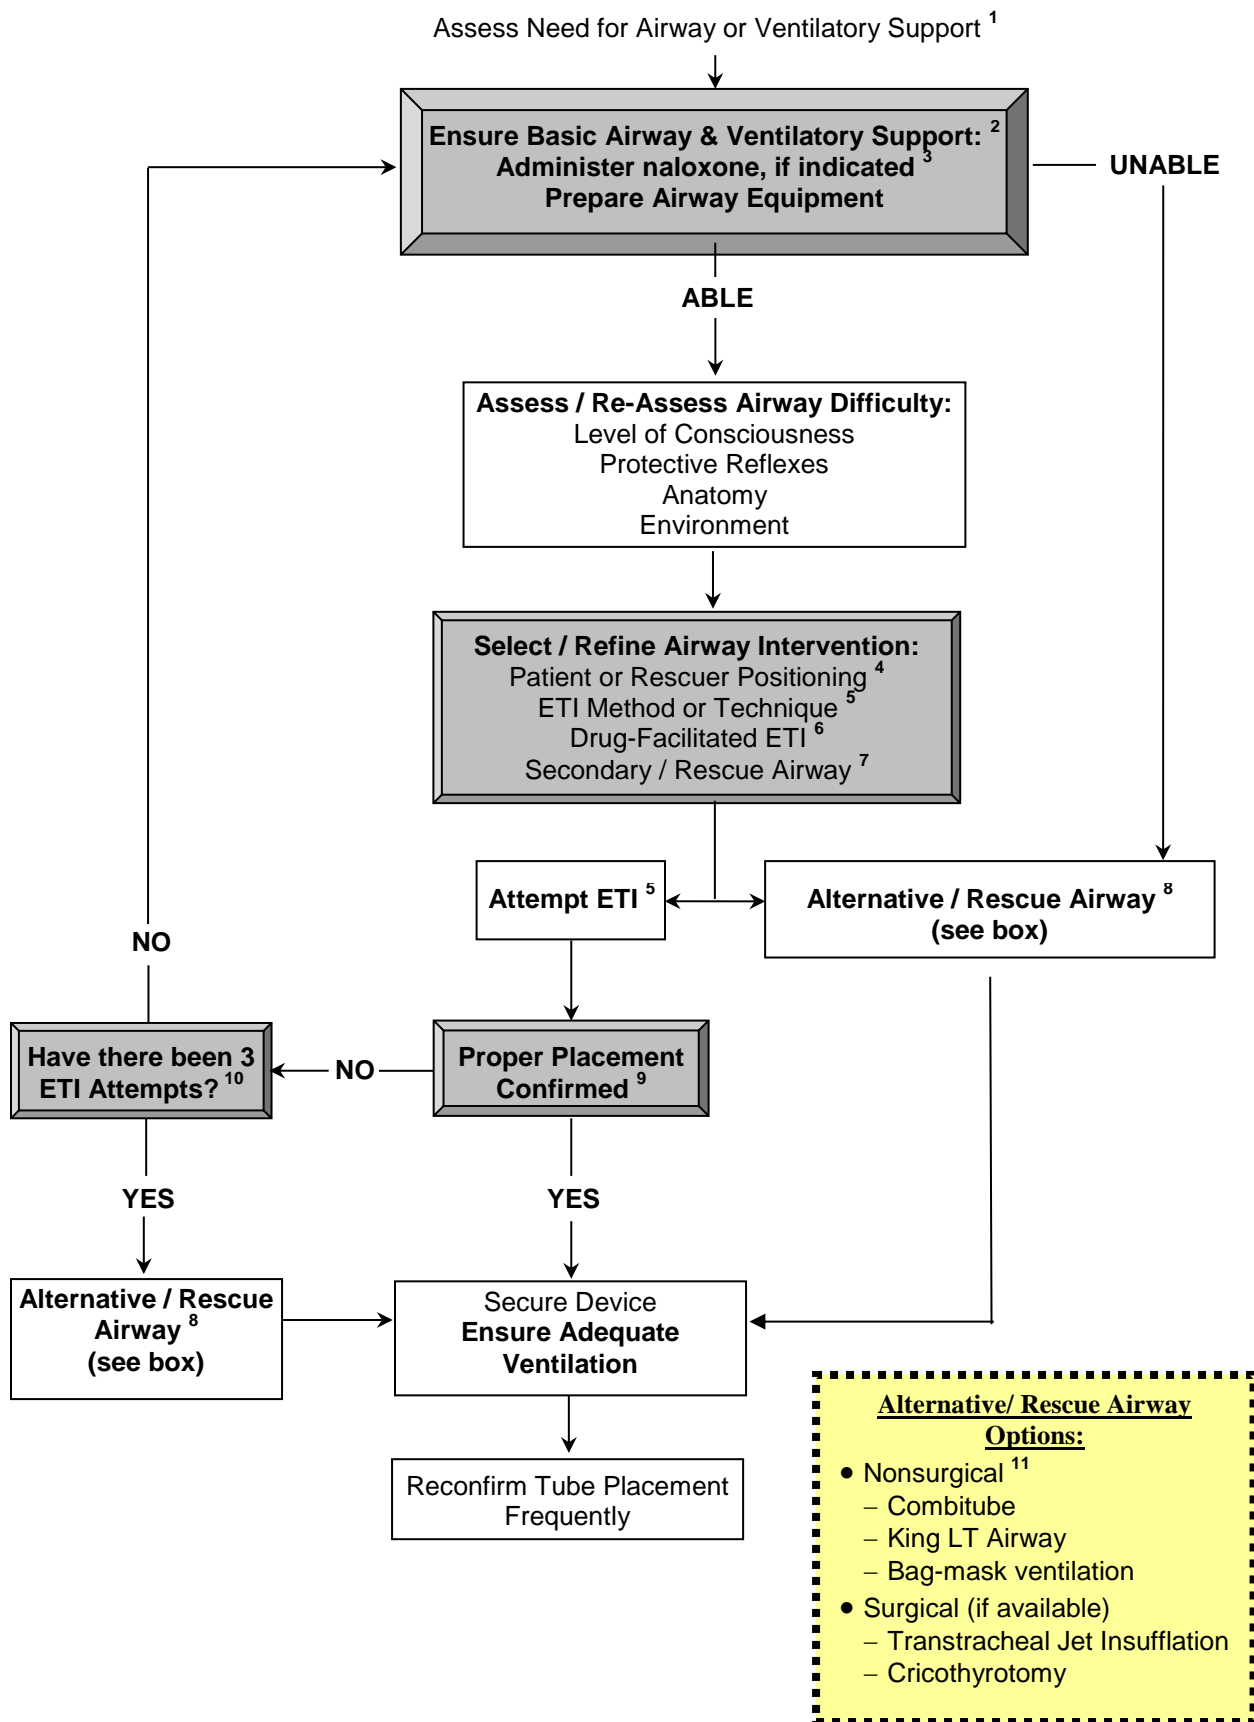 Assess Need for Airway or Ventilatory Support 1
Ensure Basic Airway & Ventilatory Support: 2
Administer naloxone, if indicated 3
Prepare Airway Equipment
UNABLE
ABLE
Assess / Re-Assess Airway Difficulty:
Level of Consciousness
Protective Reflexes
Anatomy
Environment
Select / Refine Airway Intervention:
Patient or Rescuer Positioning 4
ETI Method or Technique 5
Drug-Facilitated ETI 6
Secondary / Rescue Airway 7
Attempt ETI 5
Alternative / Rescue Airway 8
(see box)
NO
Have there been 3
ETI Attempts? 10
NO
Proper Placement
Confirmed 9
YES
YES
Alternative / Rescue
Airway 8
(see box)
Secure Device
Ensure Adequate
Ventilation
Reconfirm Tube Placement
Frequently
Alternative/ Rescue Airway
Options:
• Nonsurgical 11
– Combitube
– King LT Airway
– Bag-mask ventilation
• Surgical (if available)
– Transtracheal Jet Insufflation
– Cricothyrotomy